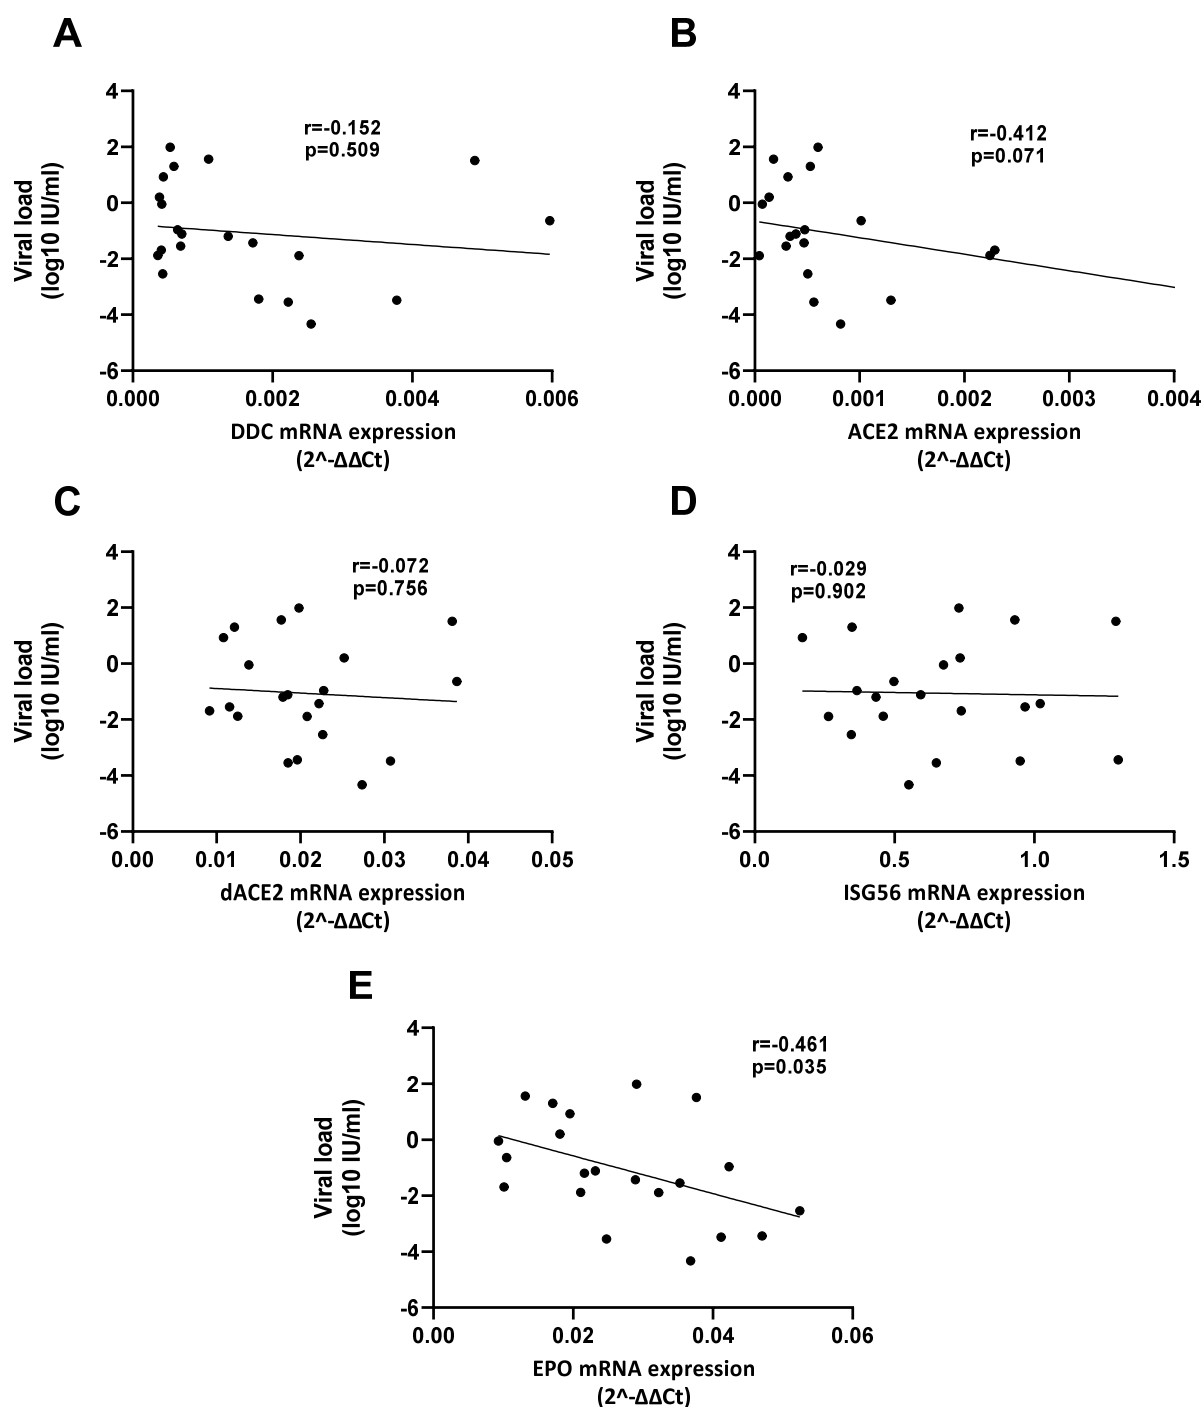 A
4
2
0
-2
-4
-6
Viral load
(log10 IU/ml)
r=-0.152
p=0.509
0.000
0.002
0.004
0.006
DDC mRNA expression
(2^-ΔΔCt)
B
4
2
0
-2
-4
-6
Viral load
(log10 IU/ml)
r=-0.412
p=0.071
0.000
0.001
0.002
0.003
0.004
ACE2 mRNA expression
(2^-ΔΔCt)
C
4
2
0
-2
-4
-6
Viral load
(log10 IU/ml)
r=-0.072
p=0.756
0.00
0.01
0.02
0.03
0.04
0.05
dACE2 mRNA expression
(2^-ΔΔCt)
D
4
2
0
-2
-4
-6
Viral load
(log10 IU/ml)
r=-0.029
p=0.902
0.0
0.5
1.0
1.5
ISG56 mRNA expression
(2^-ΔΔCt)
E
4
2
0
-2
-4
-6
Viral load
(log10 IU/ml)
r=-0.461
p=0.035
0.00
0.02
0.04
0.06
EPO mRNA expression
(2^-ΔΔCt)